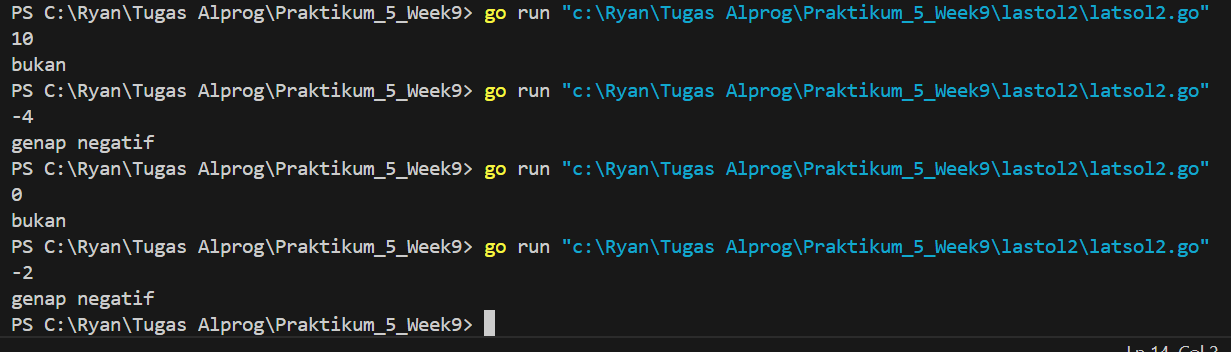 PS C:\Ryan\Tugas Alprog\Praktikum_5_Week9> go run "c:\Ryan\Tugas Alprog\Praktikum_5_Week9\lastol2\latsol2.go"
10
bukan
PS C:\Ryan\Tugas Alprog\Praktikum_5_Week9> go run "c:\Ryan\Tugas Alprog\Praktikum_5_Week9\lastol2\latsol2.go"
-4
genap negatif
PS C:\Ryan\Tugas Alprog\Praktikum_5_Week9> go run "c:\Ryan\Tugas Alprog\Praktikum_5_Week9\lastol2\latsol2.go"
0
bukan
PS C:\Ryan\Tugas Alprog\Praktikum_5_Week9> go run "c:\Ryan\Tugas Alprog\Praktikum_5_Week9\lastol2\latsol2.go"
-2
genap negatif
PS C:\Ryan\Tugas Alprog\Praktikum_5_Week9>
Ln 14, Col 2